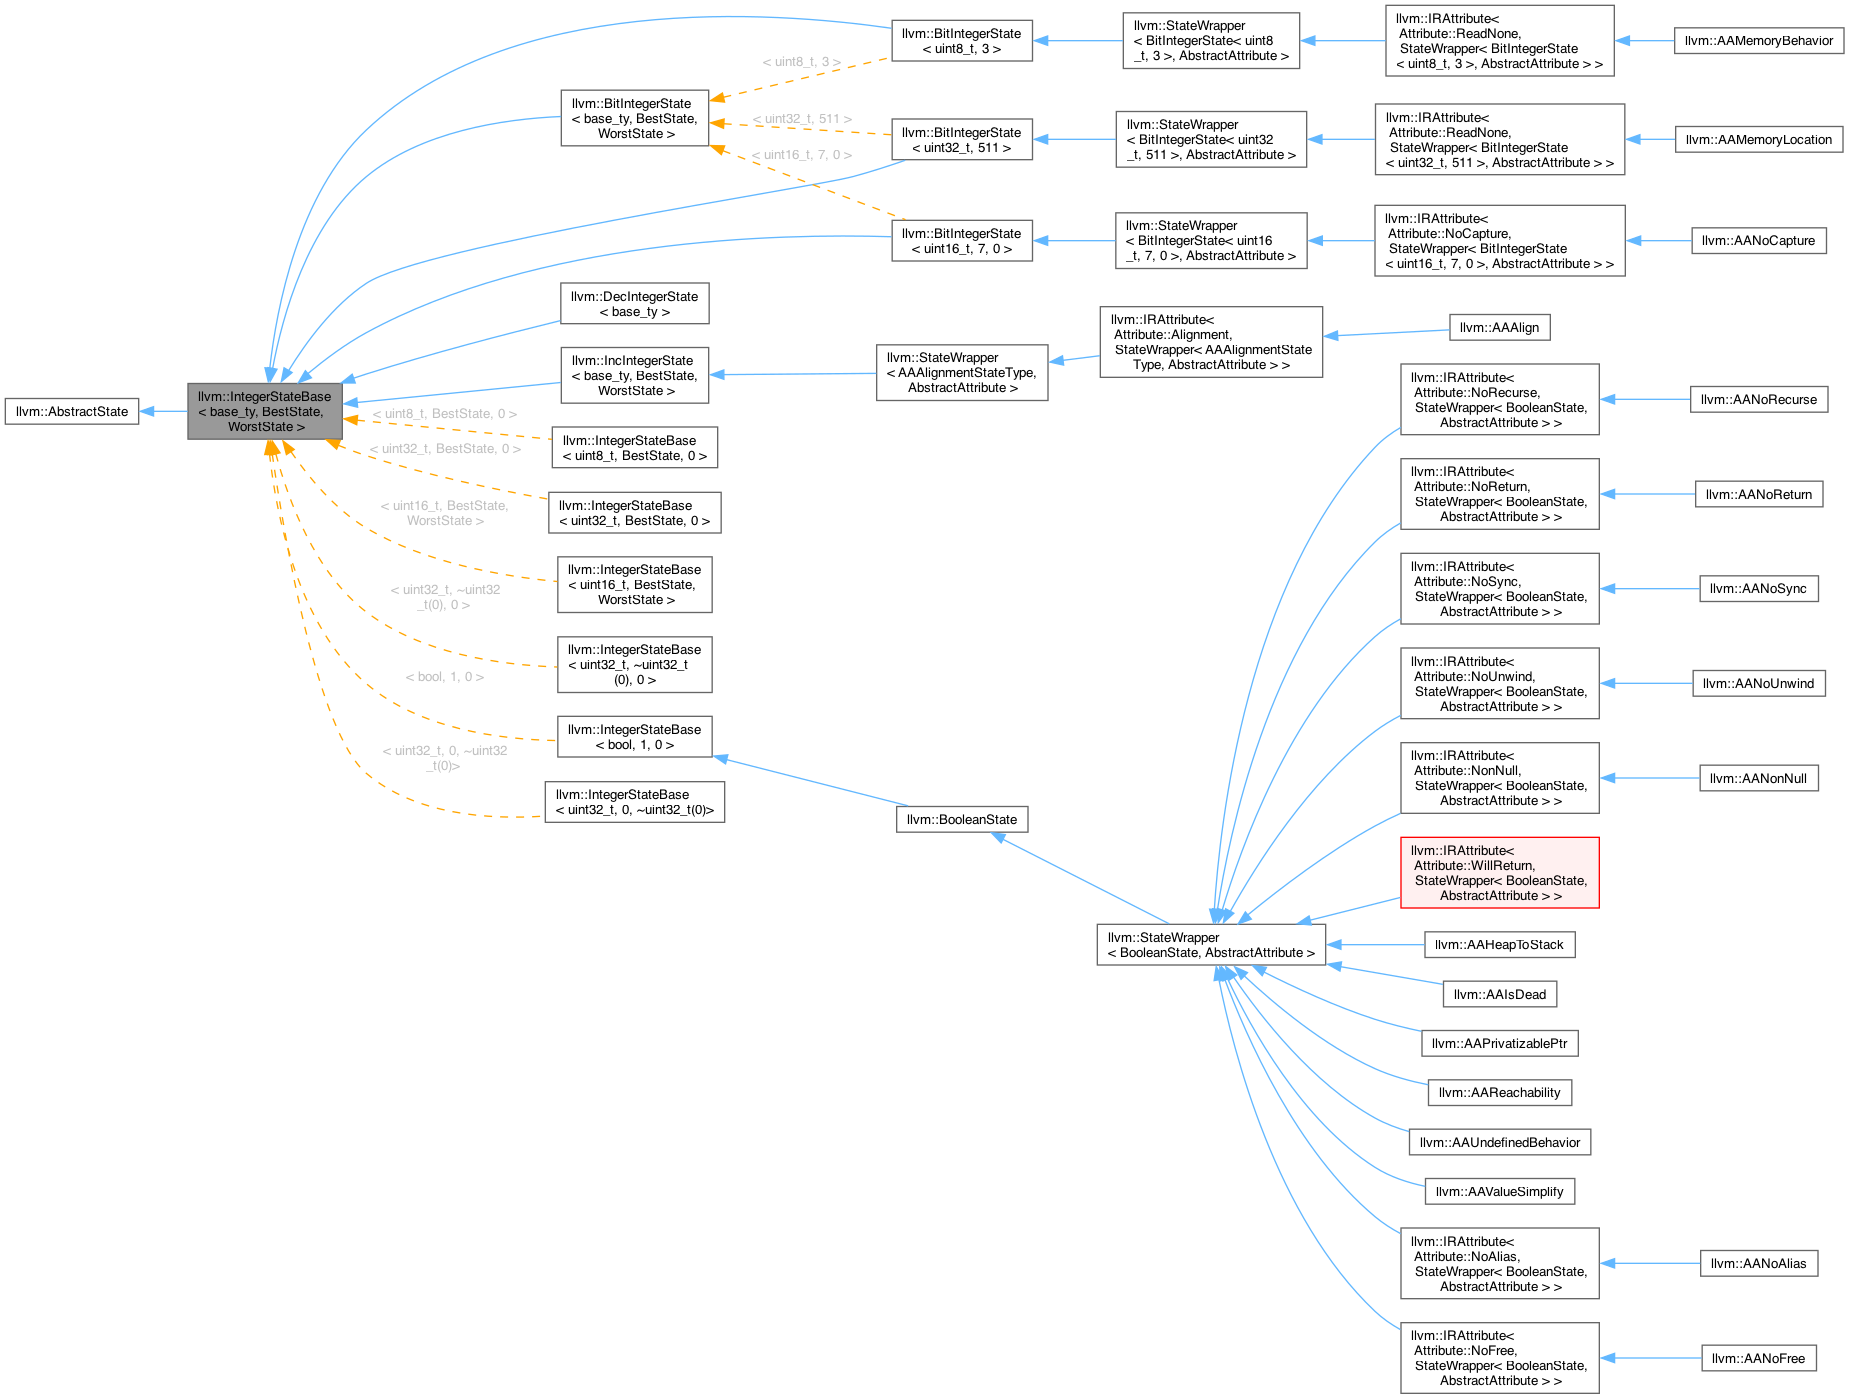 llvm::AbstractState
llvm::IntegerStateBase
< base_ty, BestState,
WorstState >
llvm::BitIntegerState
< base_ty, BestState,
WorstState >
llvm::DecIntegerState
< base_ty >
llvm::IncIntegerState
< base_ty, BestState,
WorstState >
llvm::IntegerStateBase
< uint8_t, BestState, 0 >
llvm::IntegerStateBase
< uint32_t, BestState, 0 >
llvm::IntegerStateBase
< uint16_t, BestState,
WorstState >
llvm::IntegerStateBase
< uint32_t, ~uint32_t
(0), 0 >
llvm::IntegerStateBase
< bool, 1, 0 >
llvm::IntegerStateBase
< uint32_t, 0, ~uint32_t(0)>
< uint8_t, BestState, 0 >
< uint32_t, BestState, 0 >
< uint16_t, BestState,
WorstState >
< uint32_t, ~uint32
_t(0), 0 >
< bool, 1, 0 >
< uint32_t, 0, ~uint32
_t(0)>
< uint8_t, 3 >
< uint32_t, 511 >
< uint16_t, 7, 0 >
llvm::BitIntegerState
< uint8_t, 3 >
llvm::StateWrapper
< BitIntegerState< uint8
_t, 3 >, AbstractAttribute >
llvm::IRAttribute<
Attribute::ReadNone,
StateWrapper< BitIntegerState
< uint8_t, 3 >, AbstractAttribute > >
llvm::AAMemoryBehavior
llvm::BitIntegerState
< uint32_t, 511 >
llvm::StateWrapper
< BitIntegerState< uint32
_t, 511 >, AbstractAttribute >
llvm::IRAttribute<
Attribute::ReadNone,
StateWrapper< BitIntegerState
< uint32_t, 511 >, AbstractAttribute > >
llvm::AAMemoryLocation
llvm::BitIntegerState
< uint16_t, 7, 0 >
llvm::StateWrapper
< BitIntegerState< uint16
_t, 7, 0 >, AbstractAttribute >
llvm::IRAttribute<
Attribute::NoCapture,
StateWrapper< BitIntegerState
< uint16_t, 7, 0 >, AbstractAttribute > >
llvm::AANoCapture
llvm::StateWrapper
< AAAlignmentStateType,
AbstractAttribute >
llvm::IRAttribute<
Attribute::Alignment,
StateWrapper< AAAlignmentState
Type, AbstractAttribute > >
llvm::AAAlign
llvm::BooleanState
llvm::StateWrapper
< BooleanState, AbstractAttribute >
llvm::IRAttribute<
Attribute::NoRecurse,
StateWrapper< BooleanState,
AbstractAttribute > >
llvm::AANoRecurse
llvm::IRAttribute<
Attribute::NoReturn,
StateWrapper< BooleanState,
AbstractAttribute > >
llvm::AANoReturn
llvm::IRAttribute<
Attribute::NoSync,
StateWrapper< BooleanState,
AbstractAttribute > >
llvm::AANoSync
llvm::IRAttribute<
Attribute::NoUnwind,
StateWrapper< BooleanState,
AbstractAttribute > >
llvm::AANoUnwind
llvm::IRAttribute<
Attribute::NonNull,
StateWrapper< BooleanState,
AbstractAttribute > >
llvm::AANonNull
llvm::IRAttribute<
Attribute::WillReturn,
StateWrapper< BooleanState,
AbstractAttribute > >
llvm::AAHeapToStack
llvm::AAIsDead
llvm::AAPrivatizablePtr
llvm::AAReachability
llvm::AAUndefinedBehavior
llvm::AAValueSimplify
llvm::IRAttribute<
Attribute::NoAlias,
StateWrapper< BooleanState,
AbstractAttribute > >
llvm::AANoAlias
llvm::IRAttribute<
Attribute::NoFree,
StateWrapper< BooleanState,
AbstractAttribute > >
llvm::AANoFree